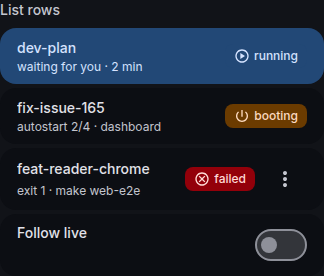 List rows
dev-plan
running
waiting for you · 2 min
fix-issue-165
booting
autostart 2/4 · dashboard
feat-reader-chrome
failed
exit 1 · make web-e2e
Follow live